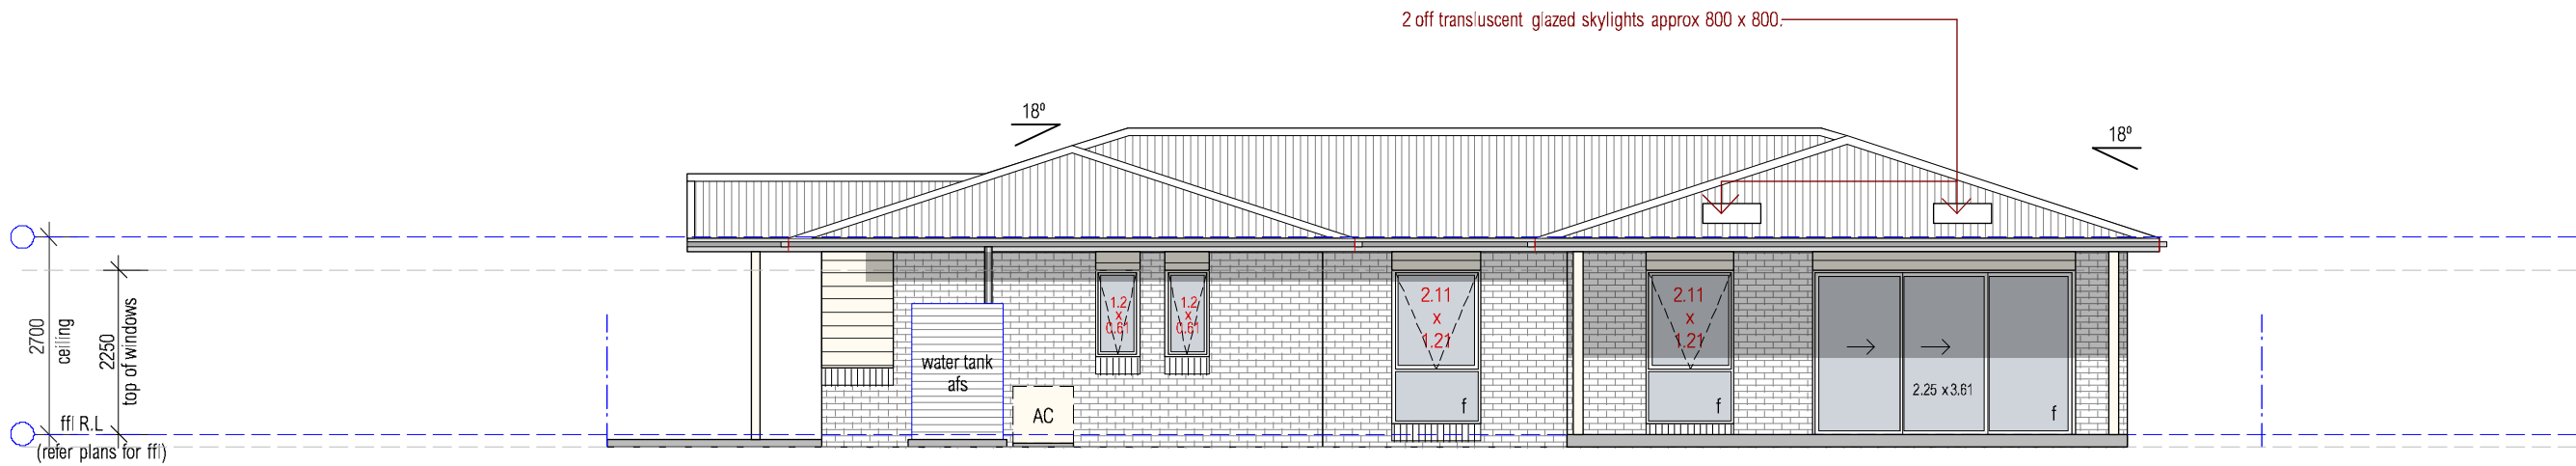 2 off transluscent glazed skylights approx 800 x 800.
18º
18º
2700
ceiling
2250
top of windows
ffl R.L
(refer plans for ffl)
water tank
afs
AC
1.2
x
0.61
1.2
x
0.61
2.11
x
1.21
f
2.11
x
1.21
f
2.25 x3.61
f